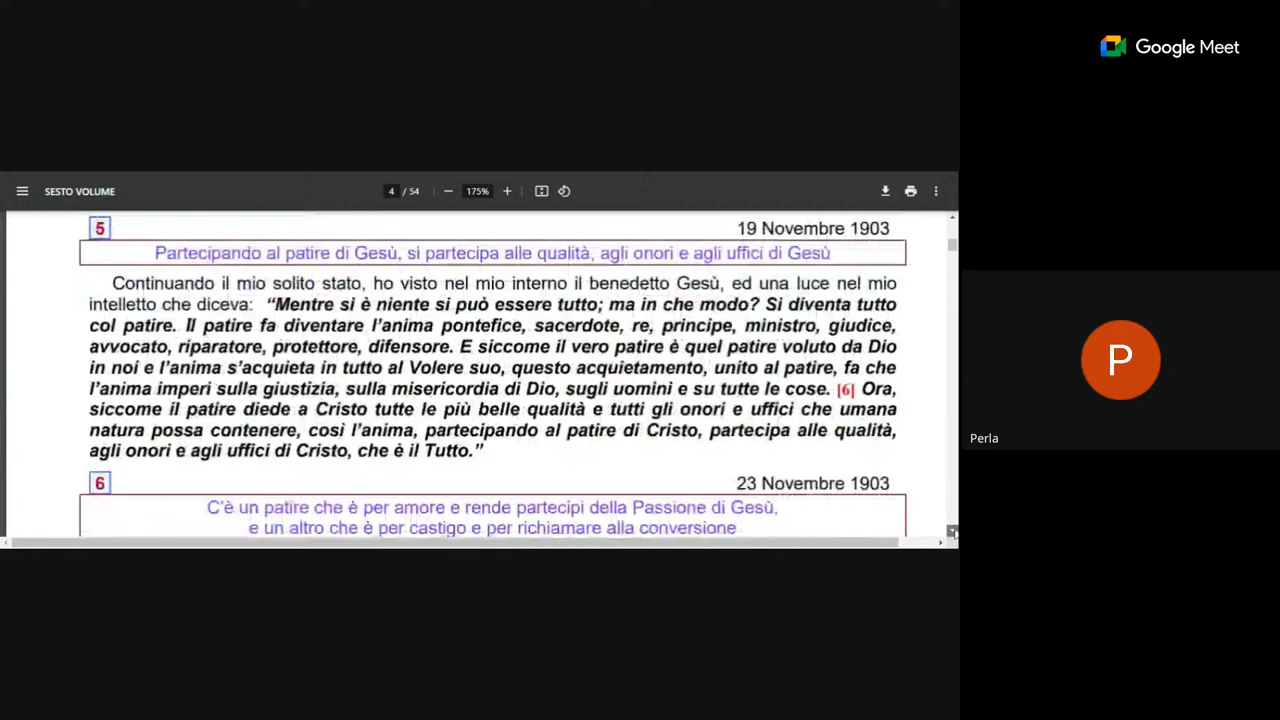 Google Meet
SESTO VOLUME
4 / 54
175%
5
19 Novembre 1903
Partecipando al patire di Gesù, si partecipa alle qualità, agli onori e agli uffici di Gesù
Continuando il mio solito stato, ho visto nel mio interno il benedetto Gesù, ed una luce nel mio
intelletto che diceva: “Mentre si è niente si può essere tutto; ma in che modo? Si diventa tutto
col patire. Il patire fa diventare l’anima pontefice, sacerdote, re, principe, ministro, giudice,
avvocato, riparatore, protettore, difensore. E siccome il vero patire è quel patire voluto da Dio
in noi e l’anima s’acquieta in tutto al Volere suo, questo acquietamento, unito al patire, fa che
l’anima imperi sulla giustizia, sulla misericordia di Dio, sugli uomini e su tutte le cose. [6] Ora,
siccome il patire diede a Cristo tutte le più belle qualità e tutti gli onori e uffici che umana
natura possa contenere, così l’anima, partecipando al patire di Cristo, partecipa alle qualità,
agli onori e agli uffici di Cristo, che è il Tutto.”
6
23 Novembre 1903
C’è un patire che è per amore e rende partecipi della Passione di Gesù,
e un altro che è per castigo e per richiamare alla conversione
P
Perla